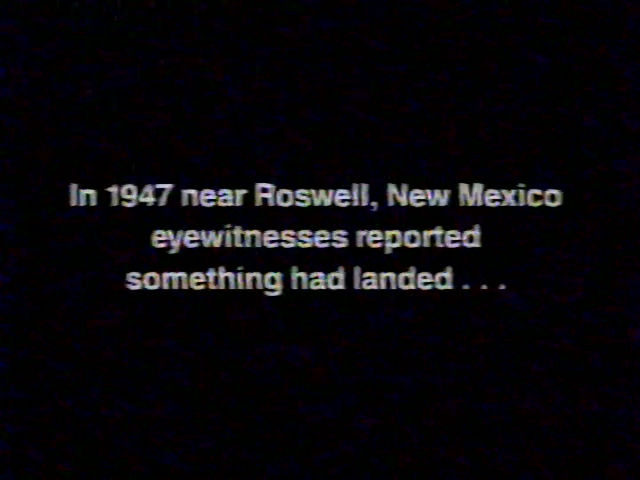 In 1947 near Roswell, New Mexico
eyewitnesses reported
something had landed . . .